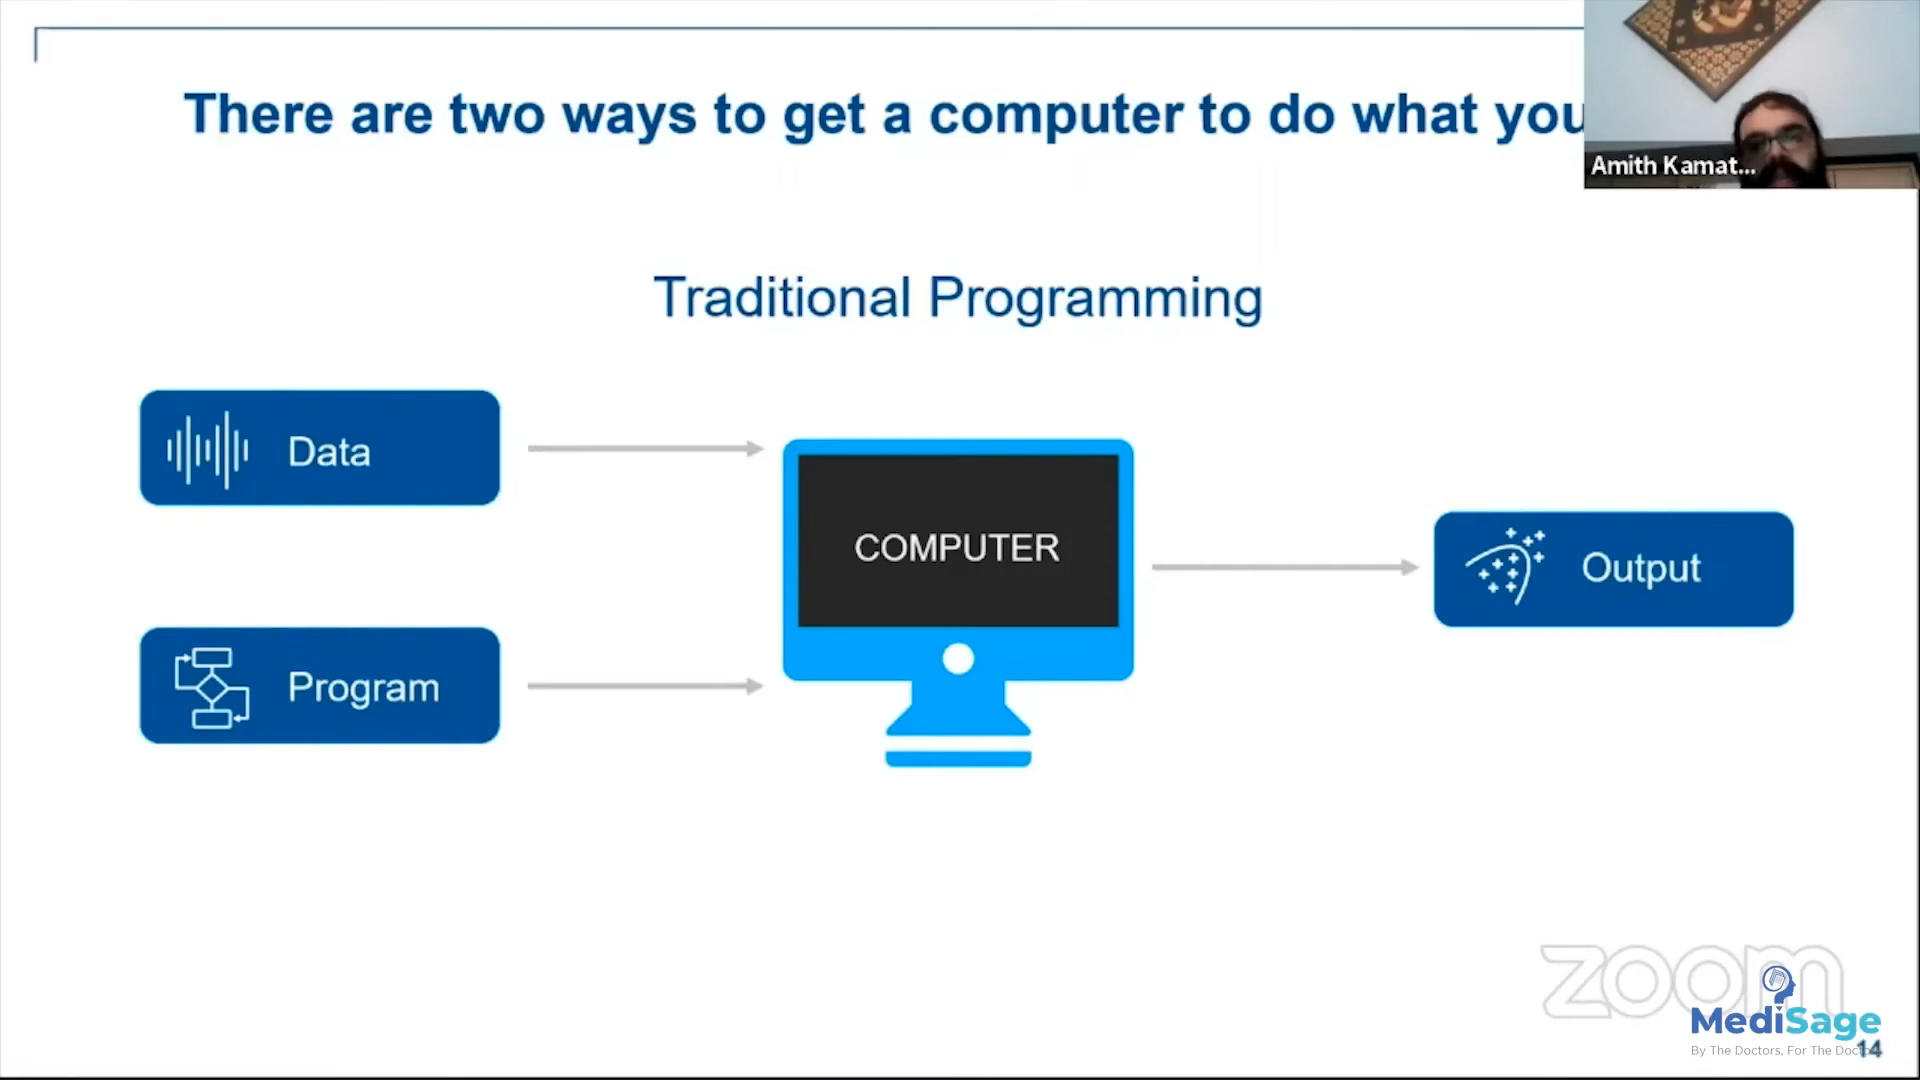 There are two ways to get a computer to do what you
Amith Kamat...
Traditional Programming
Data
COMPUTER
Output
Program
zoom
MediSage
By The Doctors, For The Doct
14